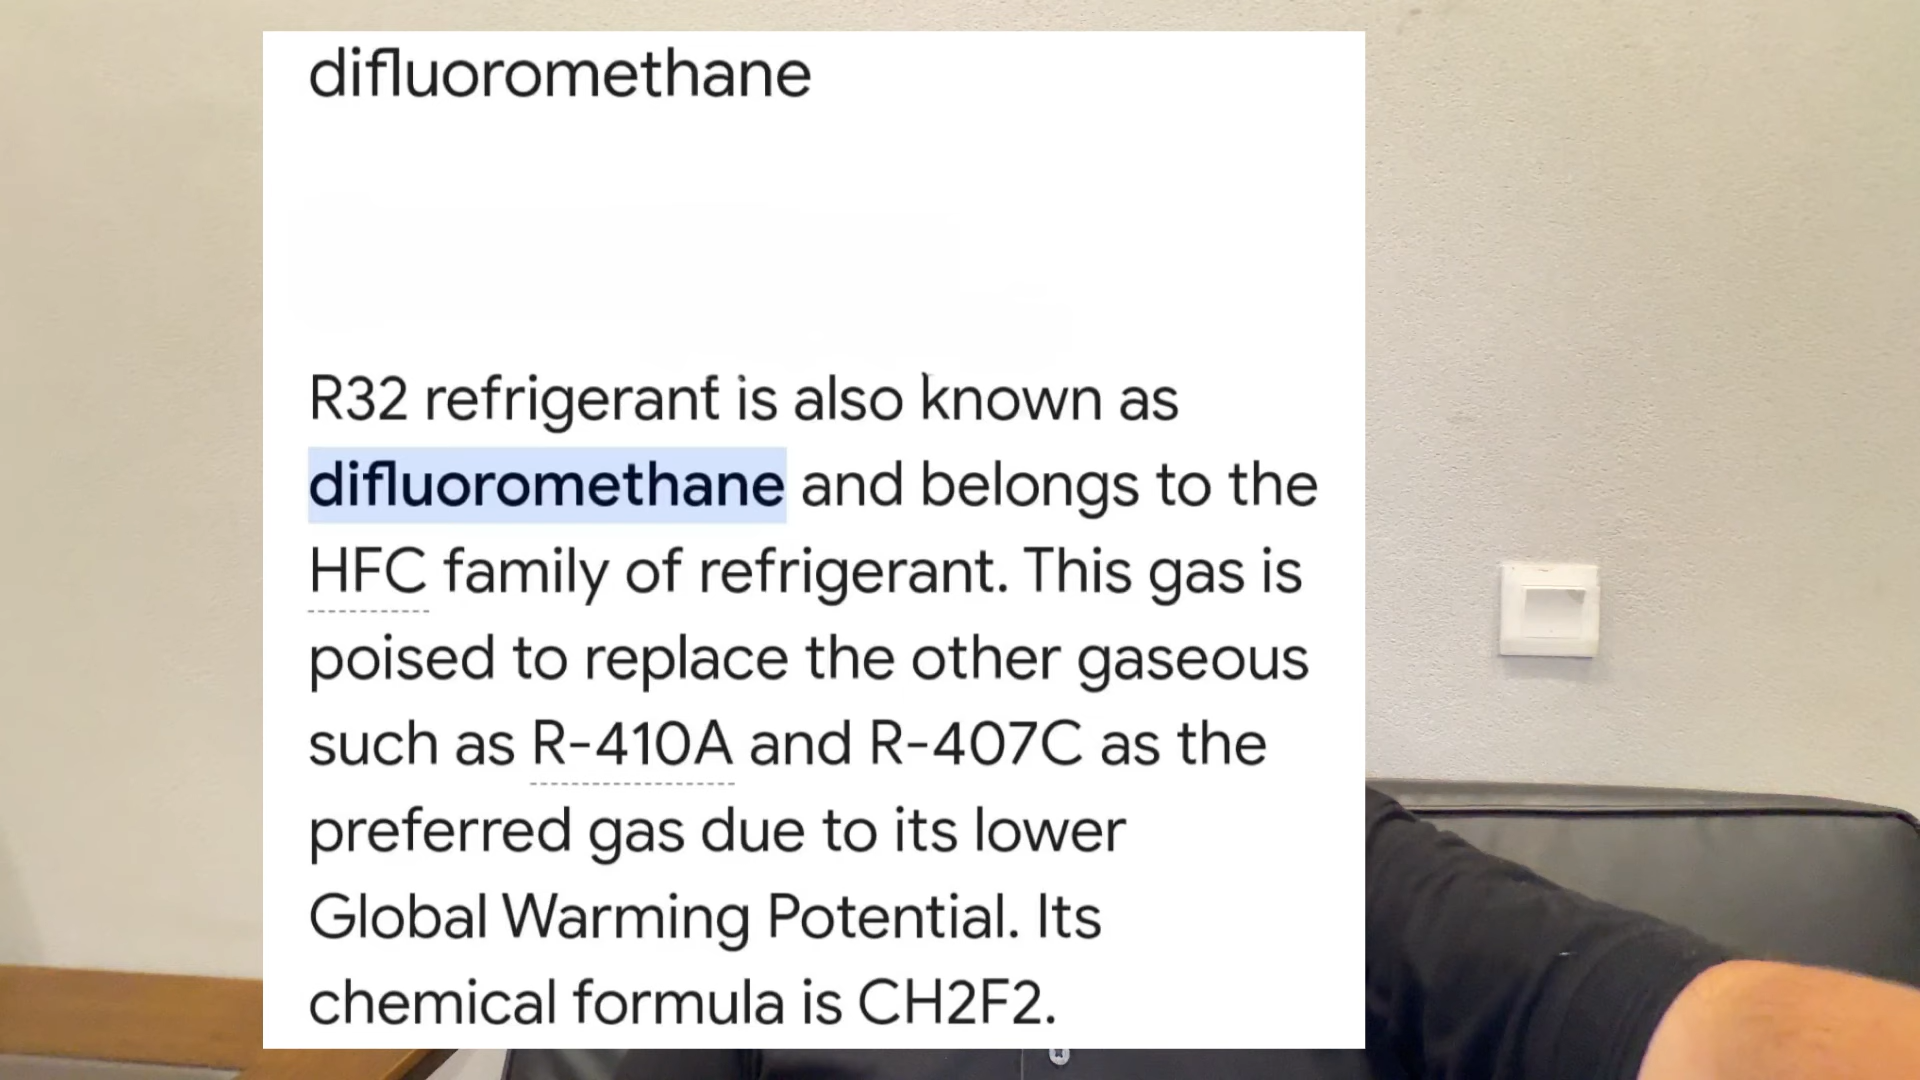 difluoromethane
R32 refrigerant is also known as
difluoromethane and belongs to the
HFC family of refrigerant. This gas is
poised to replace the other gaseous
such as R-410A and R-407C as the
preferred gas due to its lower
Global Warming Potential. Its
chemical formula is CH2F2.